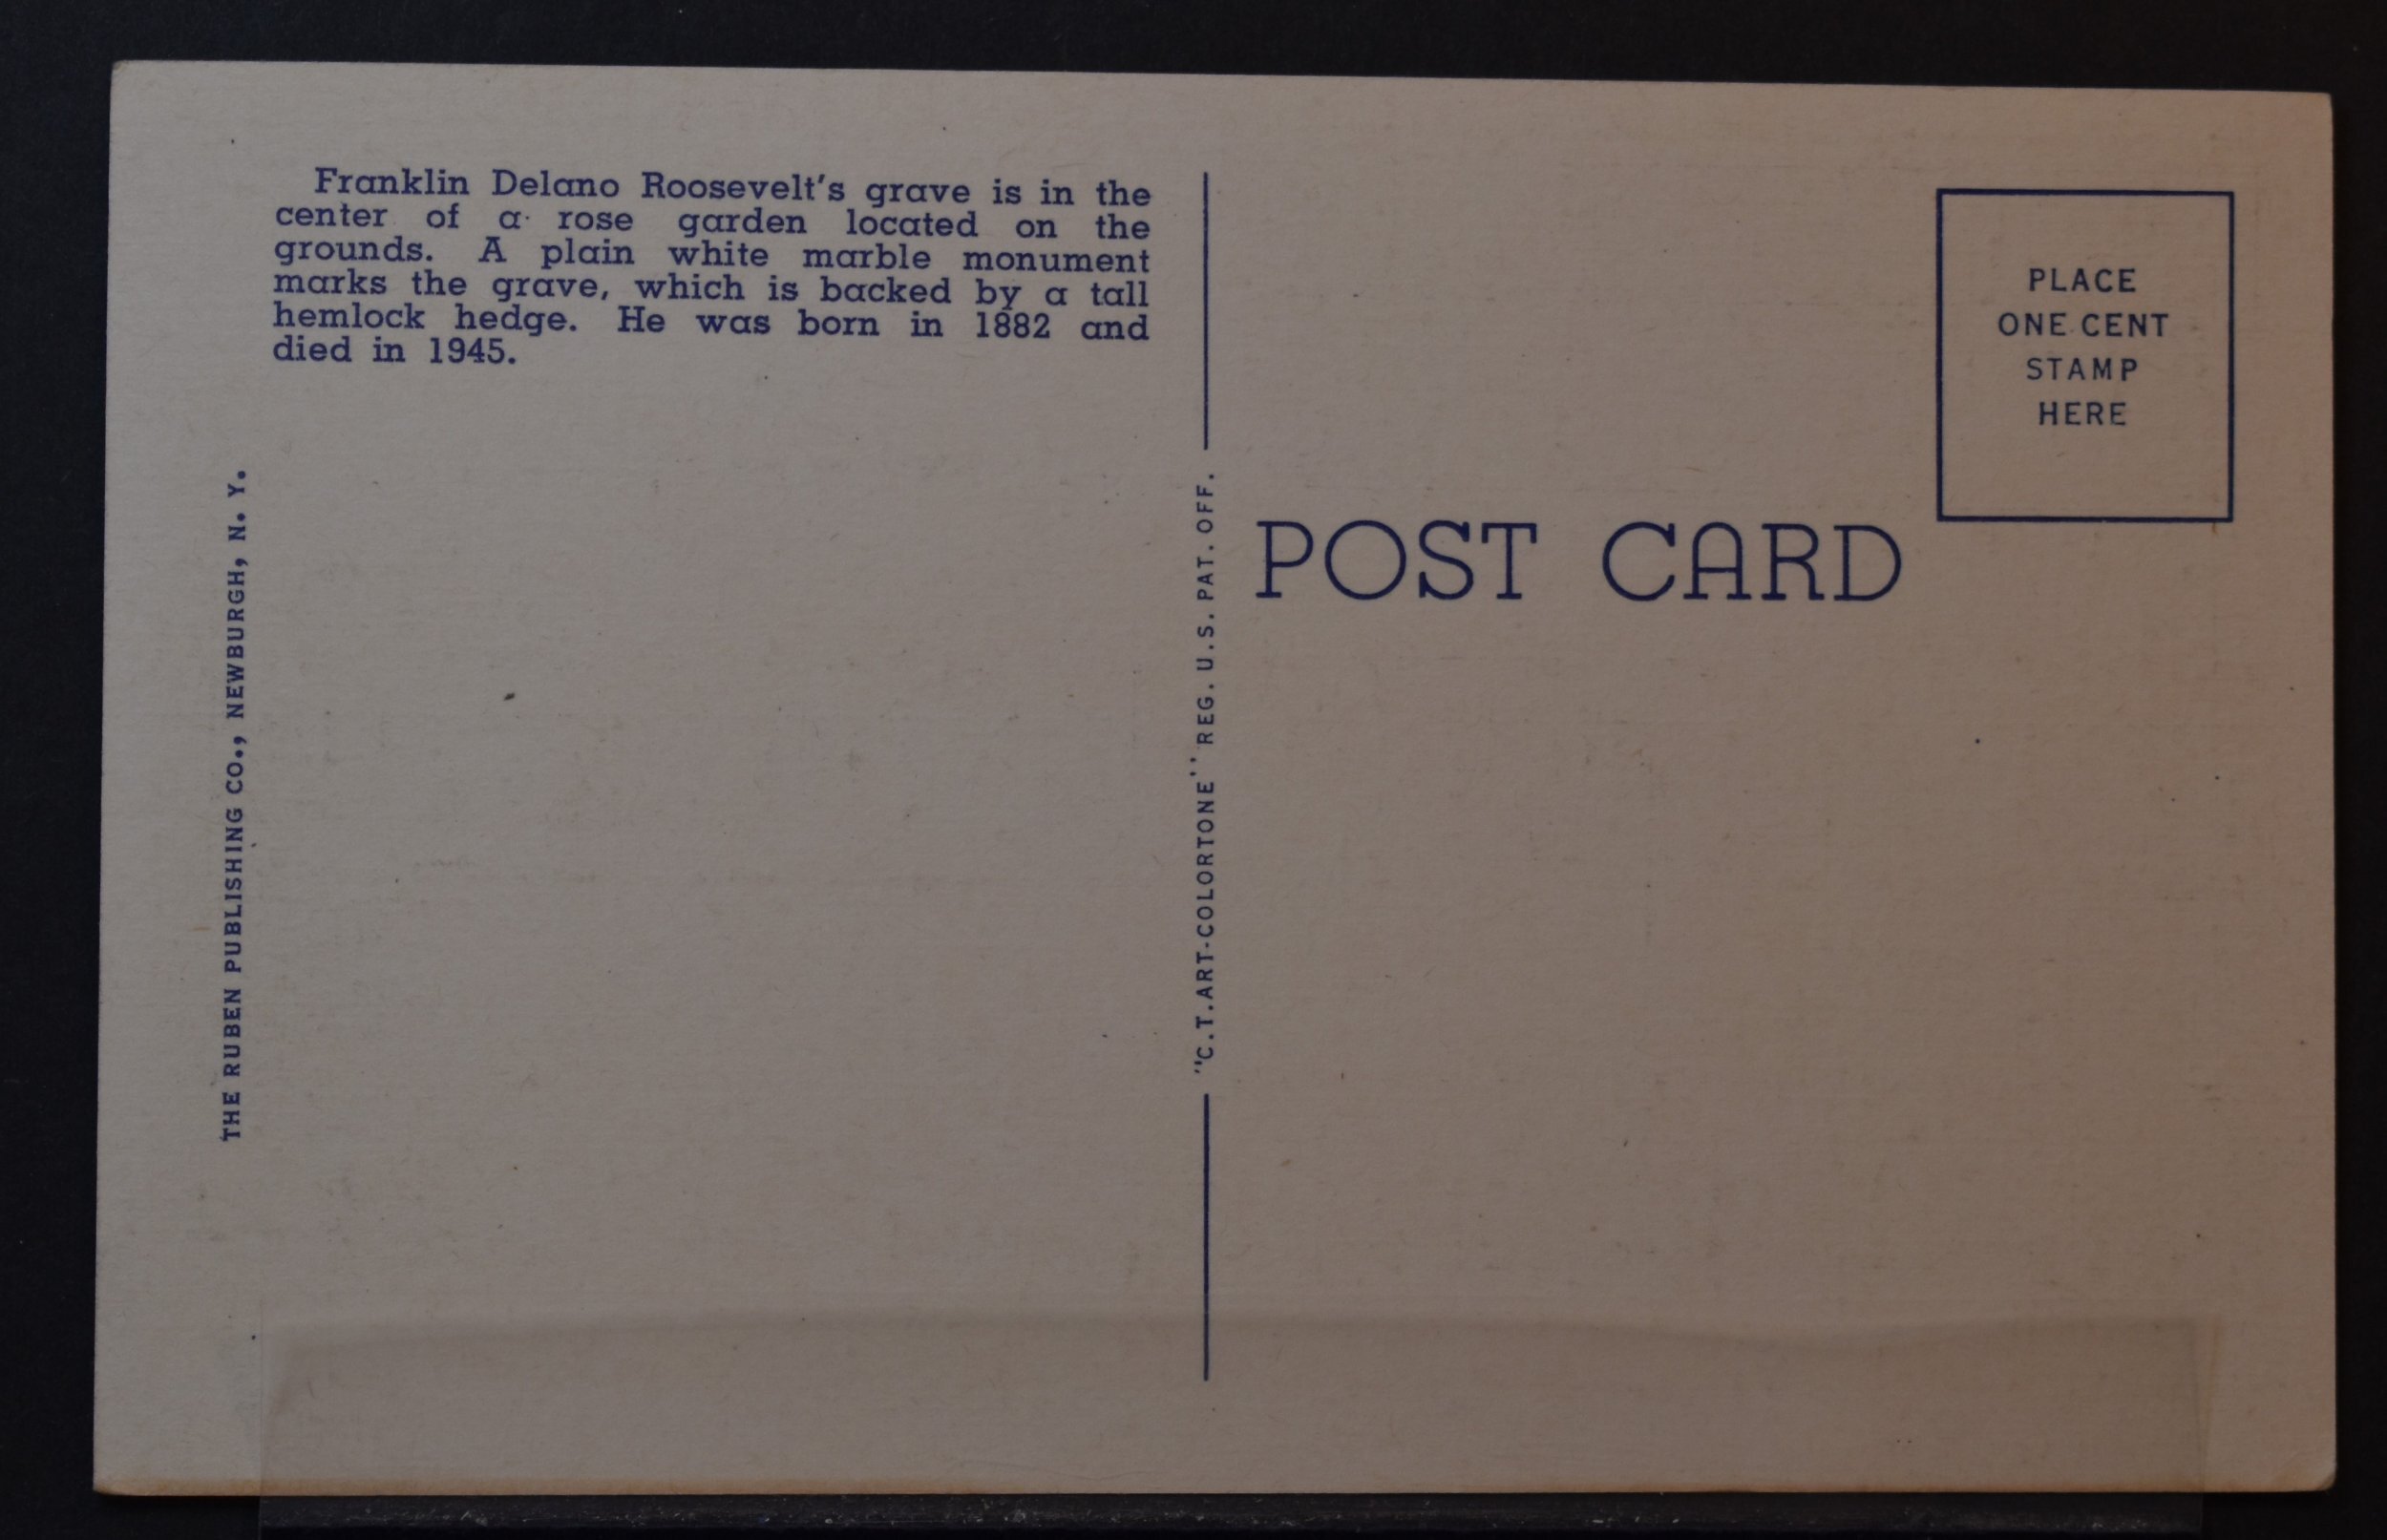 Franklin Delano Roosevelt's grave is in the
center of a rose garden located on the
grounds. A plain white marble monument
marks the grave, which is backed by a tall
hemlock hedge. He was born in 1882 and
died in 1945.
THE RUBEN PUBLISHING CO., NEWBURGH, N. Y.
"C.T.ART-COLORTONE" REG. U.S. PAT. OFF.
POST CARD
PLACE
ONE CENT
STAMP
HERE